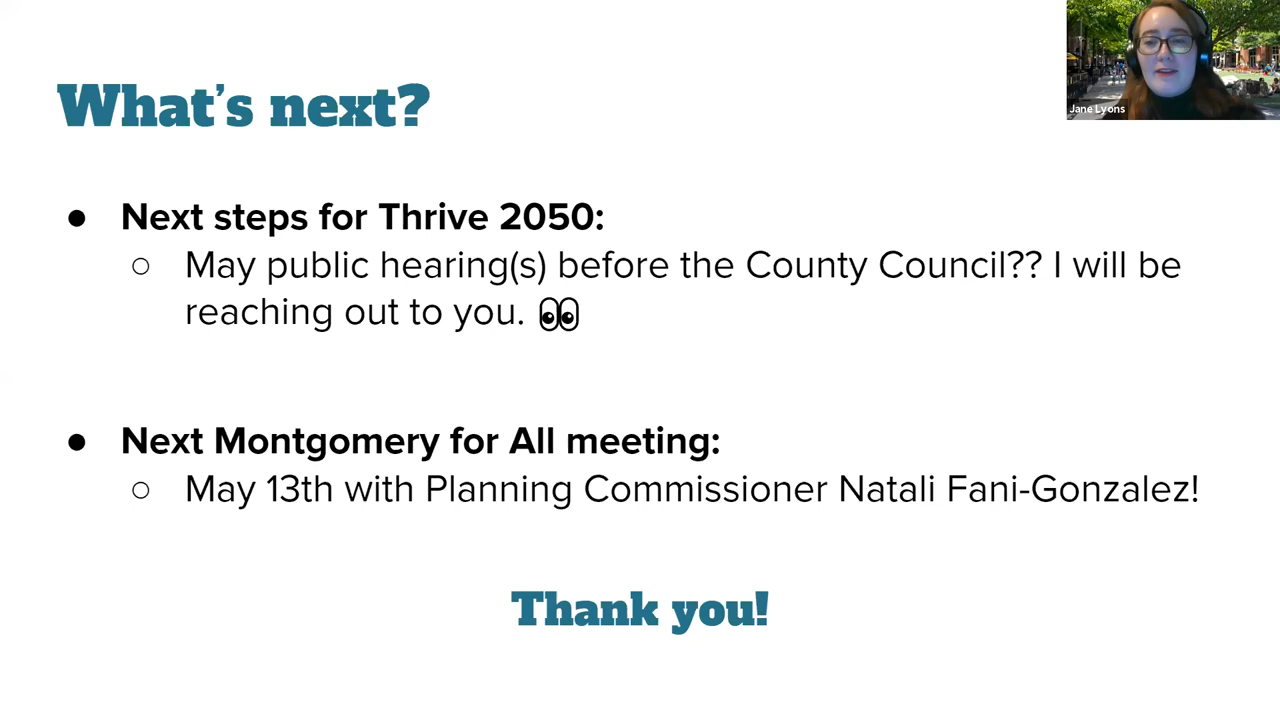 What's next?
Jane Lyons
● Next steps for Thrive 2050:
○ May public hearing(s) before the County Council?? I will be
reaching out to you. 👀
● Next Montgomery for All meeting:
○ May 13th with Planning Commissioner Natali Fani-Gonzalez!
Thank you!